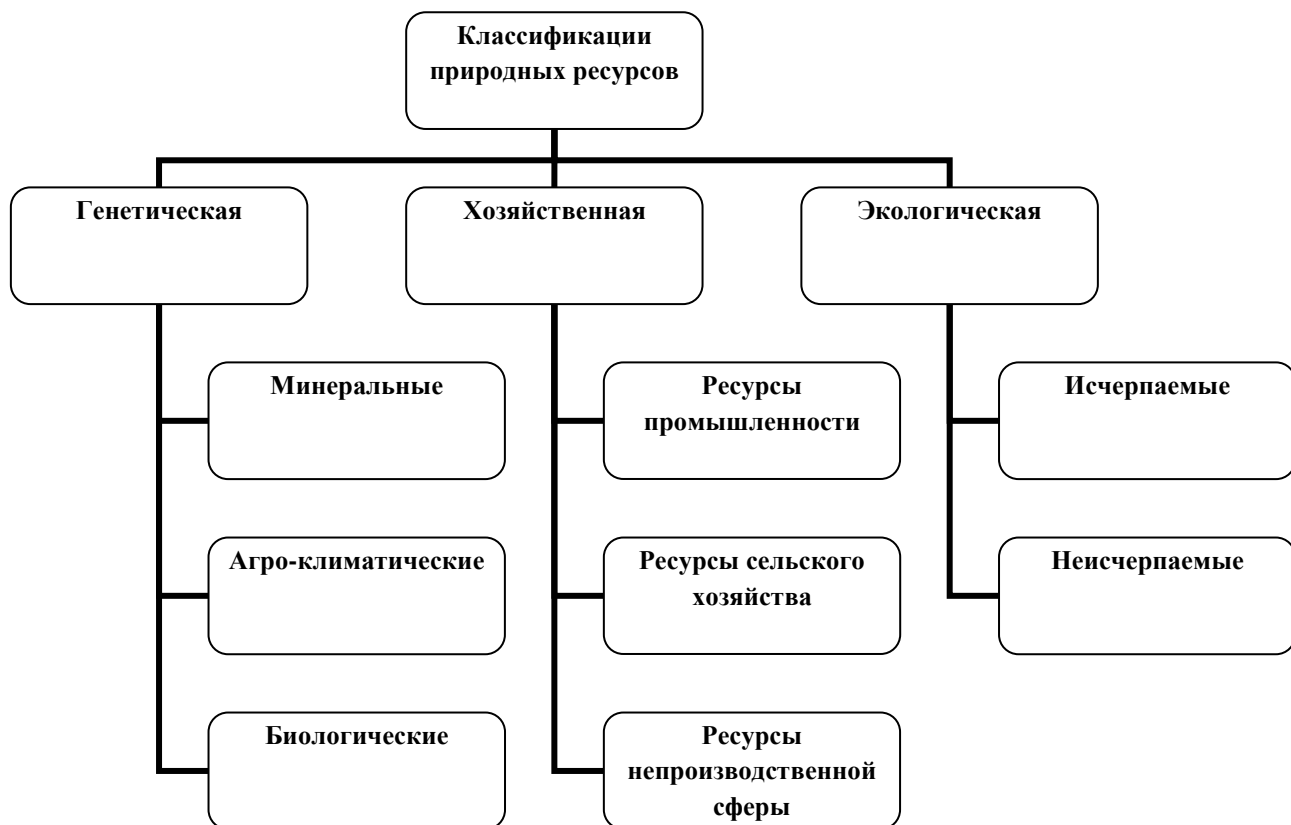 Классификации
природных ресурсов
Генетическая
Хозяйственная
Экологическая
Минеральные
Ресурсы
промышленности
Исчерпаемые
Агро-климатические
Ресурсы сельского
хозяйства
Неисчерпаемые
Биологические
Ресурсы
непроизводственной
сферы